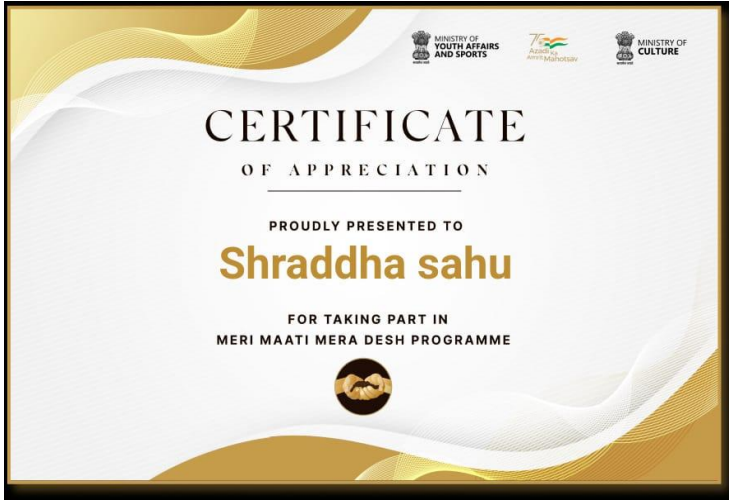 MINISTRY OF
YOUTH AFFAIRS
AND SPORTS
75
Azadi Ka
Amrit Mahotsav
MINISTRY OF
CULTURE
CERTIFICATE
OF APPRECIATION
PROUDLY PRESENTED TO
Shraddha sahu
FOR TAKING PART IN
MERI MAATI MERA DESH PROGRAMME